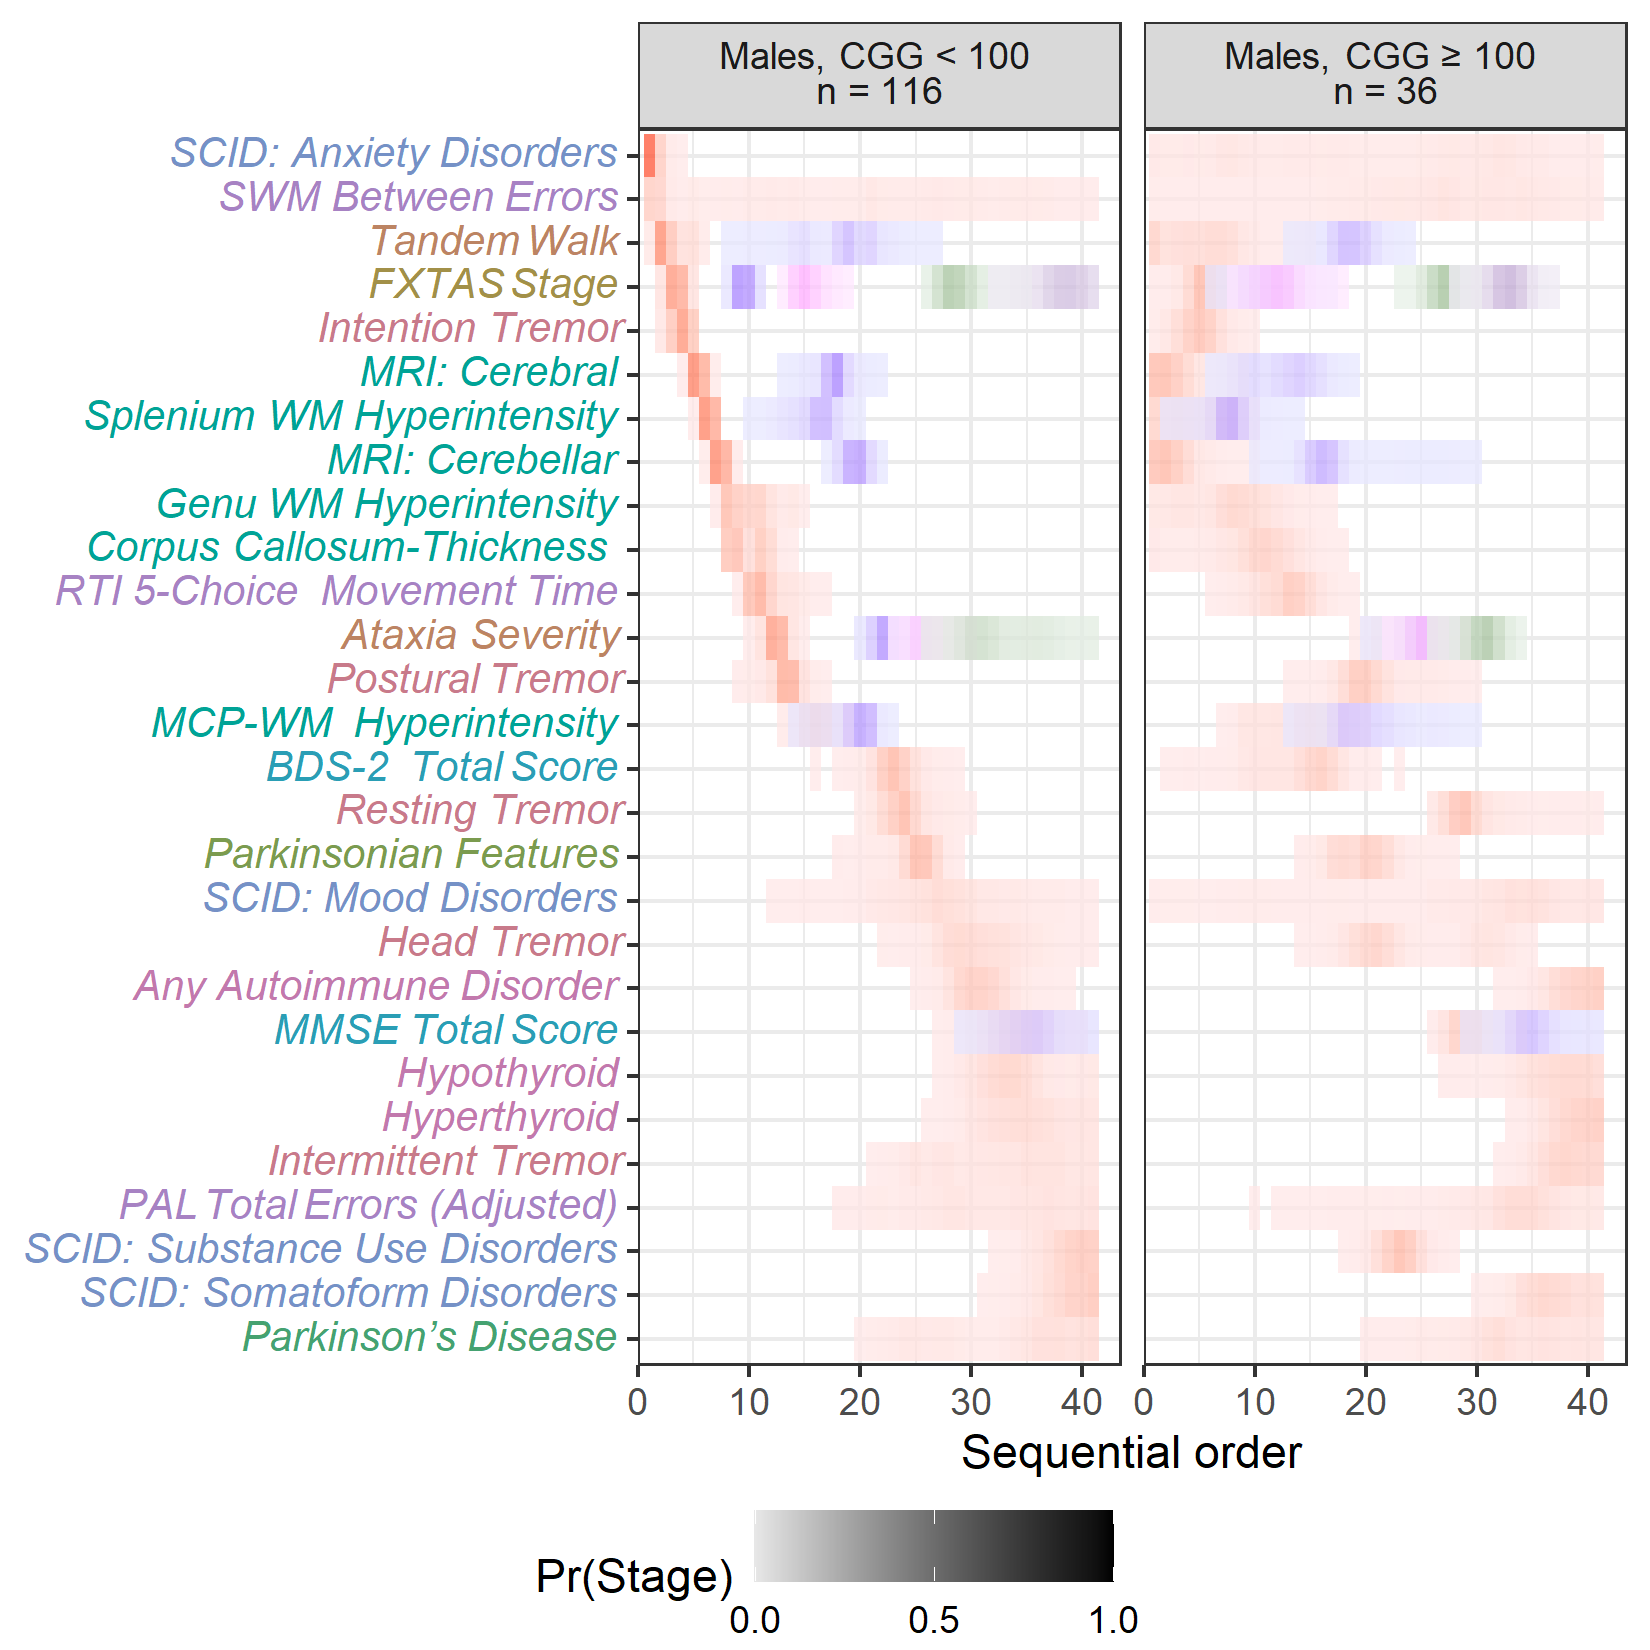 Males, CGG < 100
n = 116
Males, CGG ≥ 100
n = 36
SCID: Anxiety Disorders
SWM Between Errors
Tandem Walk
FXTAS Stage
Intention Tremor
MRI: Cerebral
Splenium WM Hyperintensity
MRI: Cerebellar
Genu WM Hyperintensity
Corpus Callosum-Thickness
RTI 5-Choice Movement Time
Ataxia Severity
Postural Tremor
MCP-WM Hyperintensity
BDS-2 Total Score
Resting Tremor
Parkinsonian Features
SCID: Mood Disorders
Head Tremor
Any Autoimmune Disorder
MMSE Total Score
Hypothyroid
Hyperthyroid
Intermittent Tremor
PAL Total Errors (Adjusted)
SCID: Substance Use Disorders
SCID: Somatoform Disorders
Parkinson’s Disease
0 10 20 30 40 0 10 20 30 40
Sequential order
Pr(Stage)
0.0 0.5 1.0